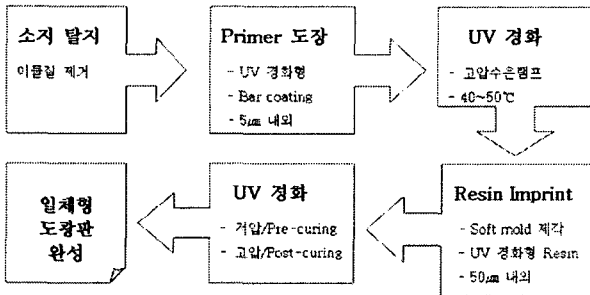 소지 탈지
이물질 제거
Primer 도장
- UV 경화형
- Bar coating
- 5㎛ 내외
UV 경화
- 고압수은램프
- 40~50℃
Resin Imprint
- Soft mold 제작
- UV 경화형 Resin
- 50㎛ 내외
UV 경화
- 저압/Pre-curing
- 고압/Post-curing
일체형
도광판
완성